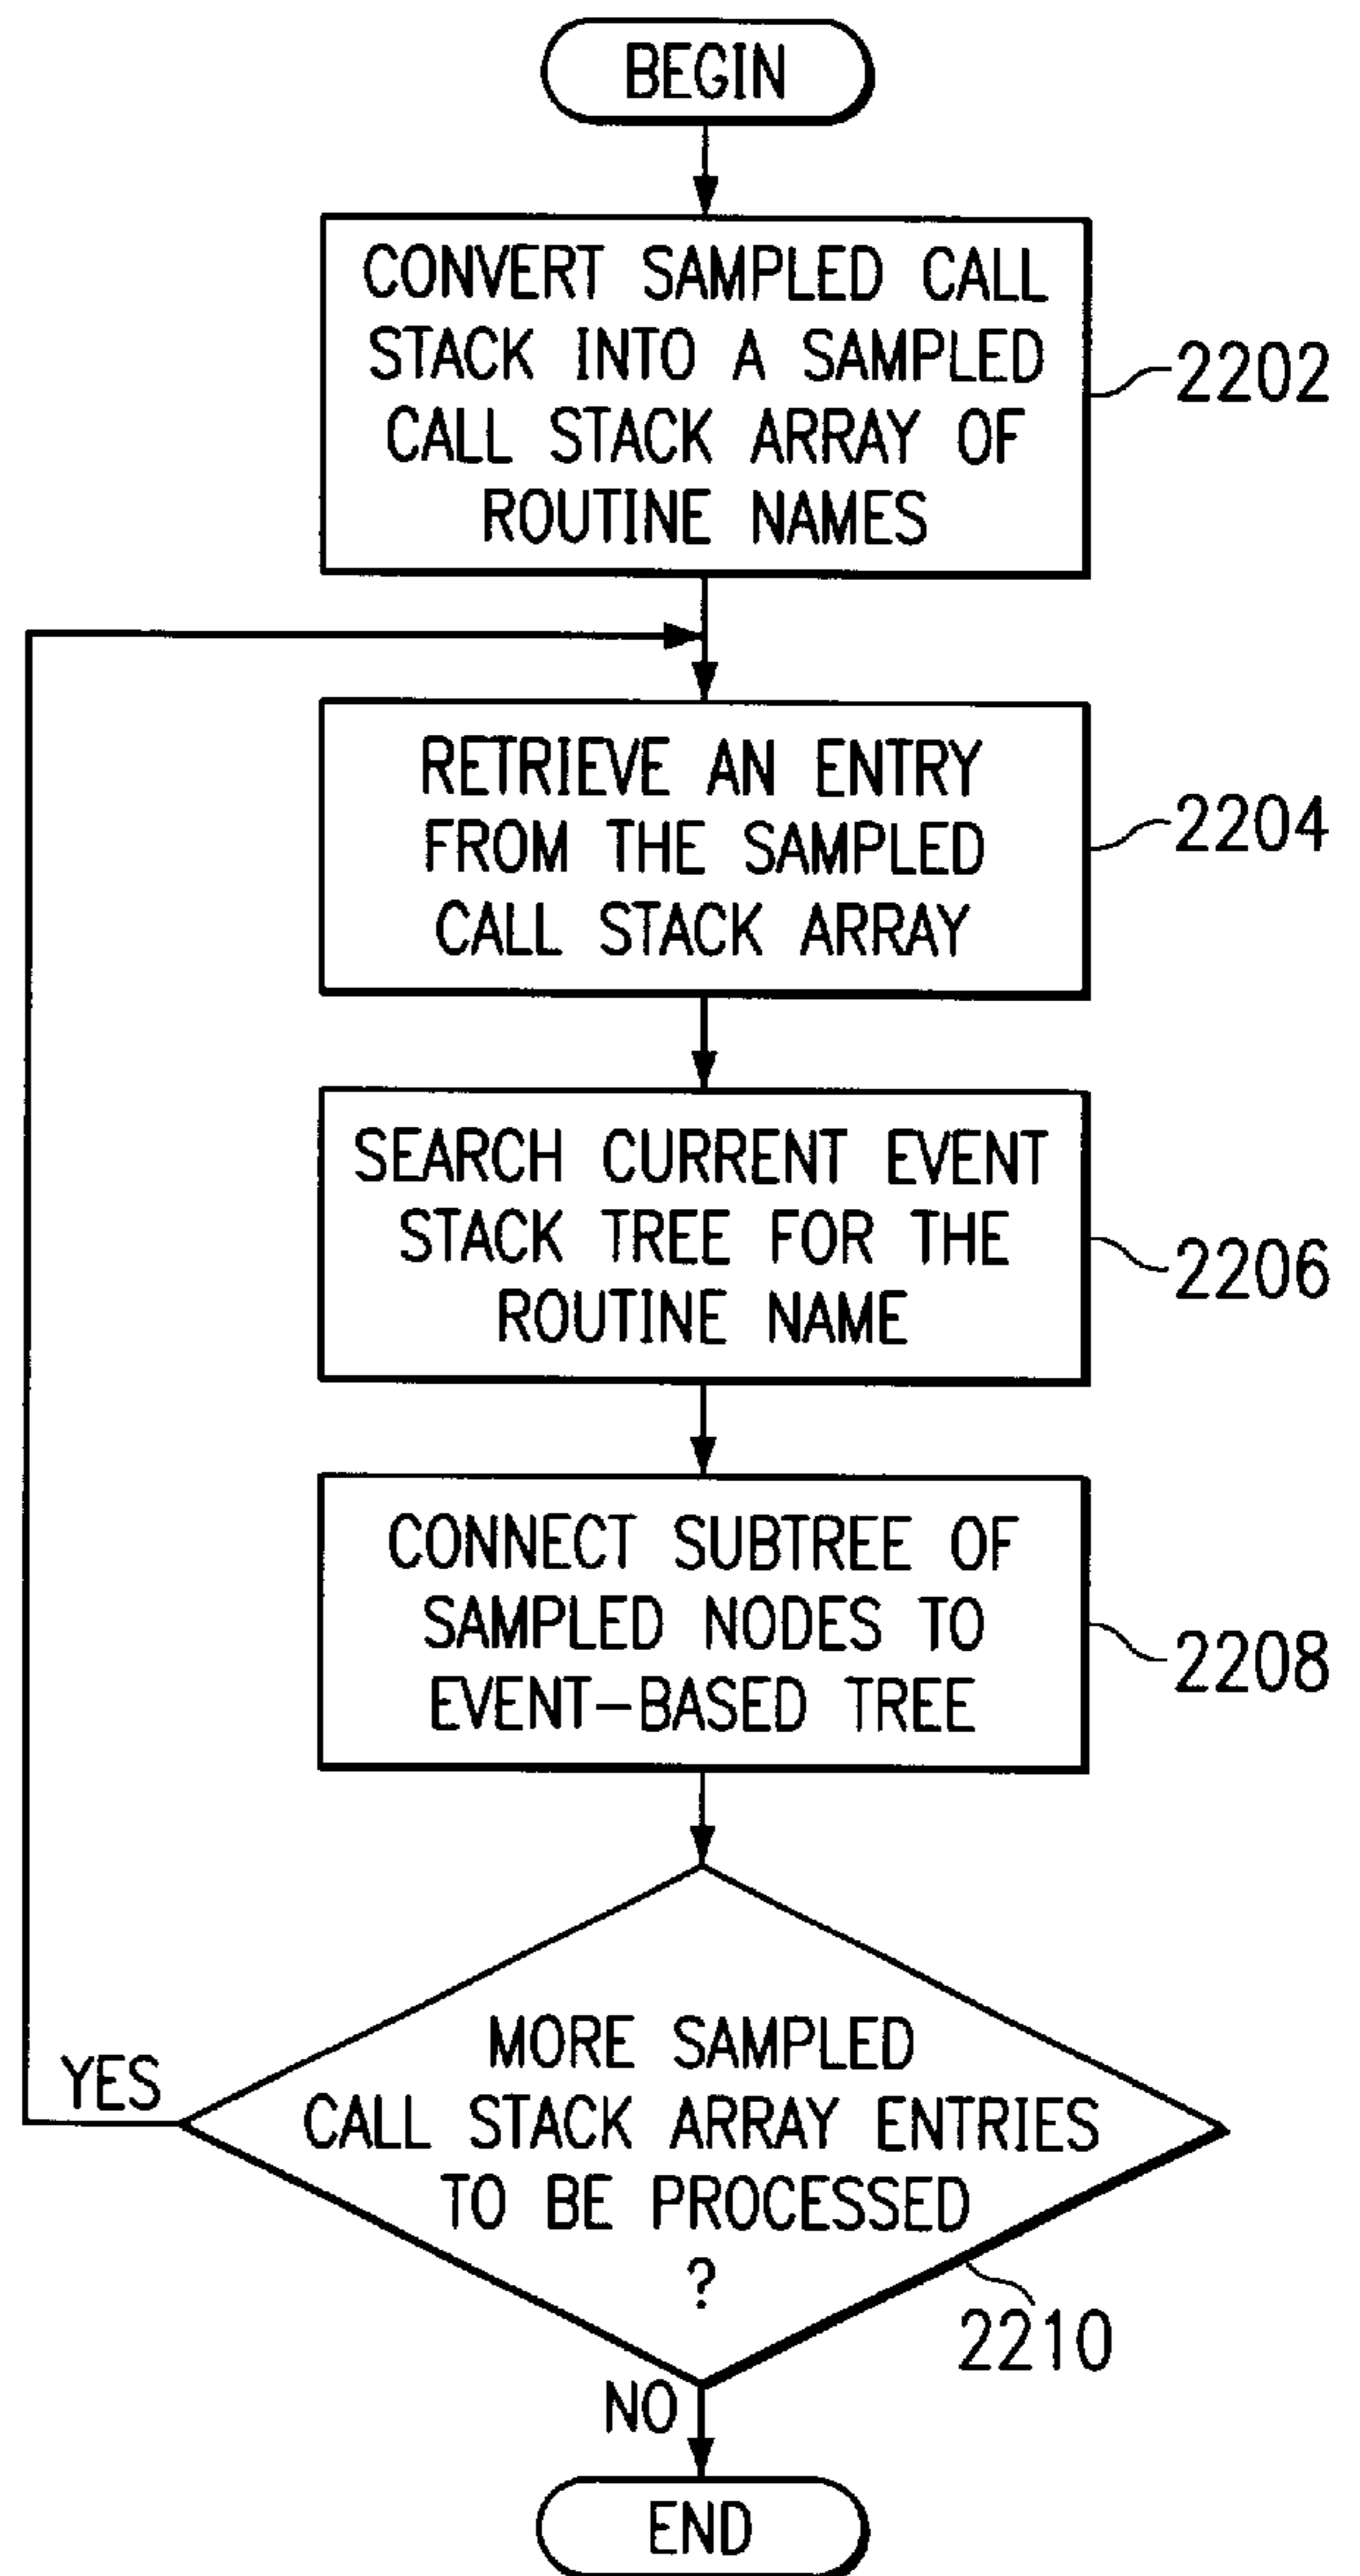 BEGIN
CONVERT SAMPLED CALL
STACK INTO A SAMPLED
CALL STACK ARRAY OF
ROUTINE NAMES
2202
RETRIEVE AN ENTRY
FROM THE SAMPLED
CALL STACK ARRAY
2204
SEARCH CURRENT EVENT
STACK TREE FOR THE
ROUTINE NAME
2206
CONNECT SUBTREE OF
SAMPLED NODES TO
EVENT-BASED TREE
2208
MORE SAMPLED
CALL STACK ARRAY ENTRIES
TO BE PROCESSED
?
YES
2210
NO
END